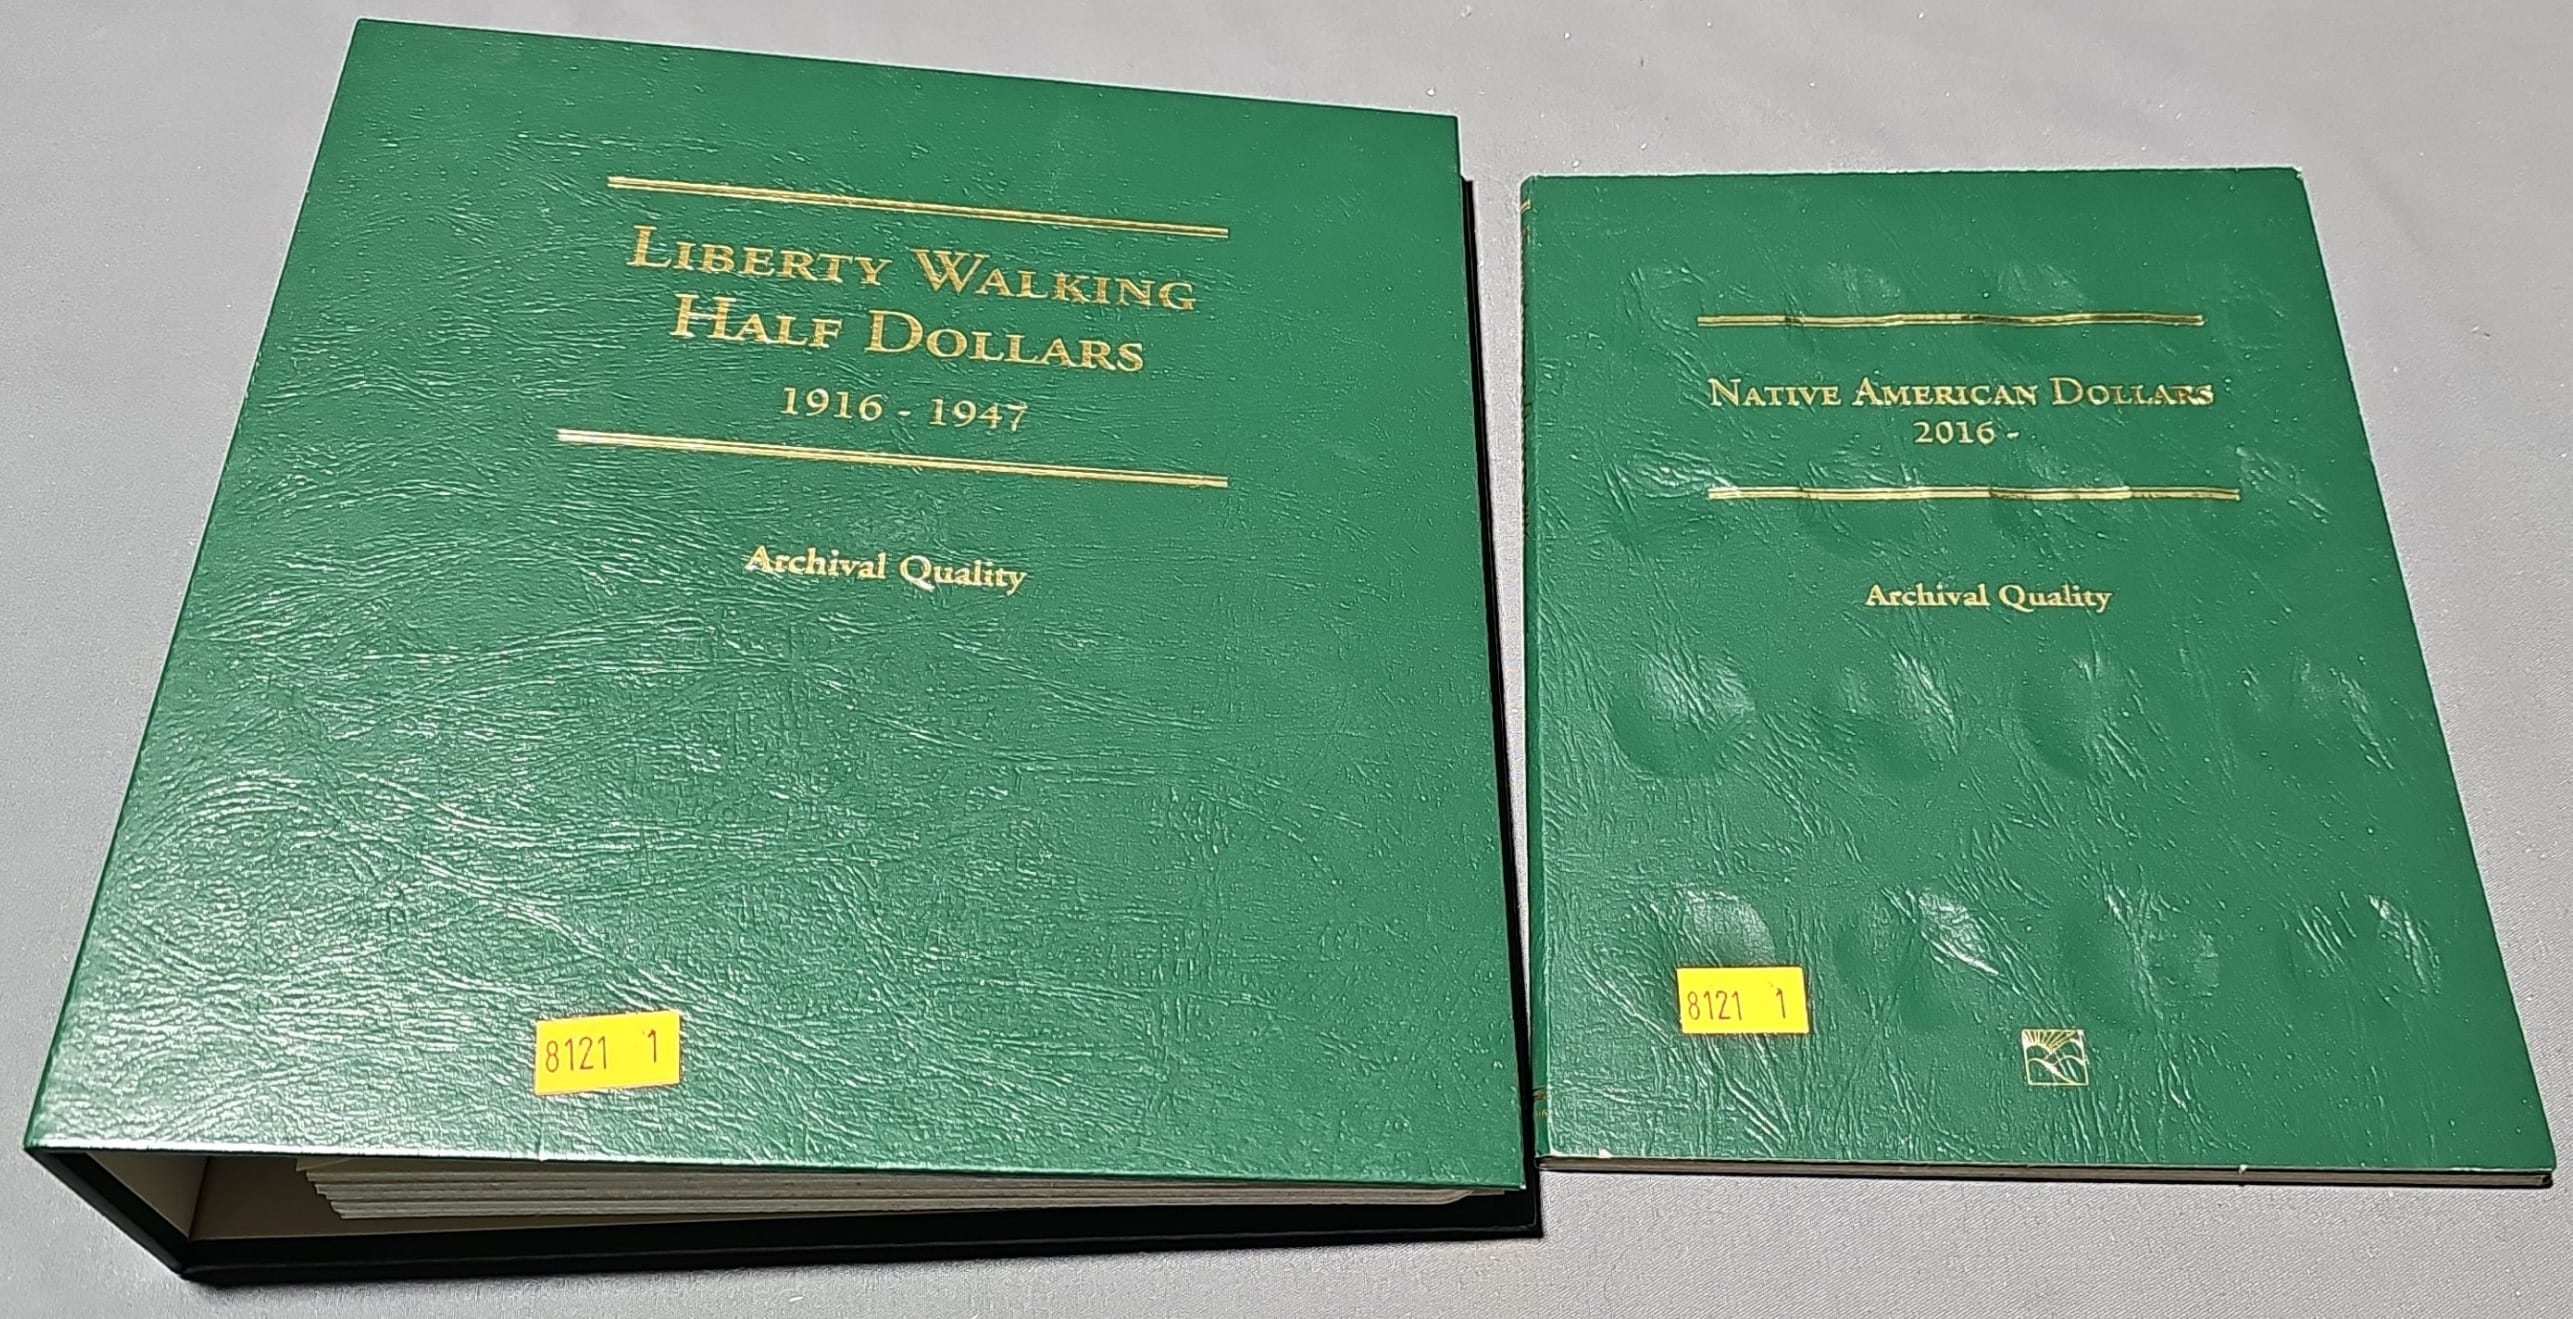 LIBERTY WALKING
HALF DOLLARS
1916 - 1947
Archival Quality
8121 1
NATIVE AMERICAN DOLLARS
2016 -
Archival Quality
8121 1